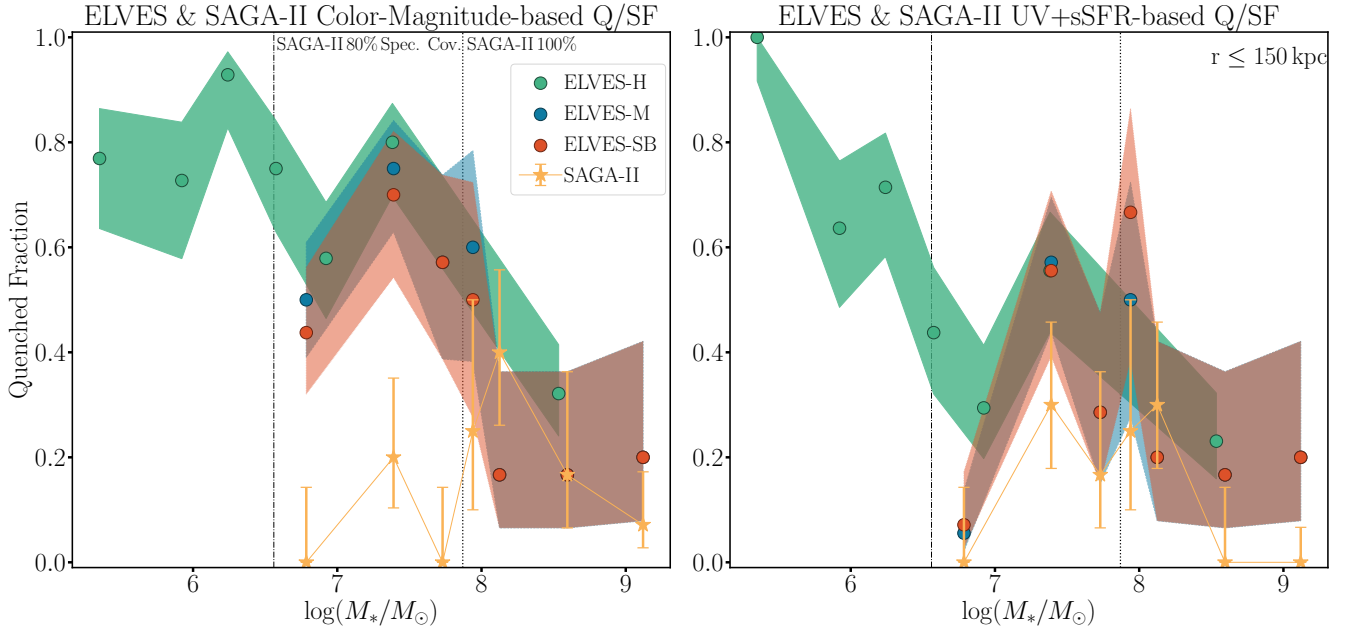 ELVES & SAGA-II Color-Magnitude-based Q/SF
SAGA-II 80% Spec. Cov.
SAGA-II 100%
ELVES-H
ELVES-M
ELVES-SB
SAGA-II
1.0
0.8
0.6
0.4
0.2
0.0
Quenched Fraction
6
7
8
9
log(M*/M⊙)
ELVES & SAGA-II UV+sSFR-based Q/SF
r ≤ 150 kpc
1.0
0.8
0.6
0.4
0.2
0.0
6
7
8
9
log(M*/M⊙)